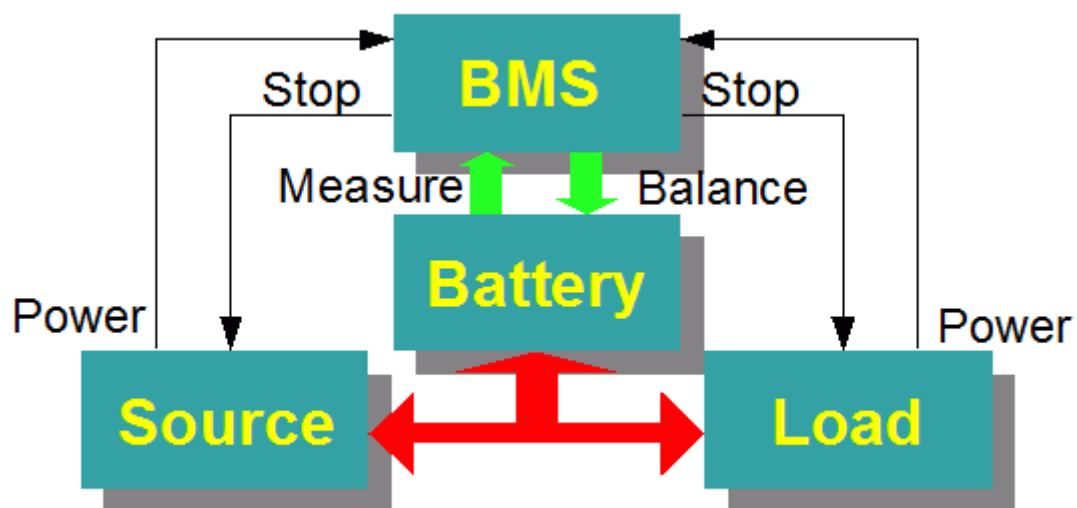 BMS
Stop
Stop
Measure
Balance
Battery
Power
Power
Source
Load